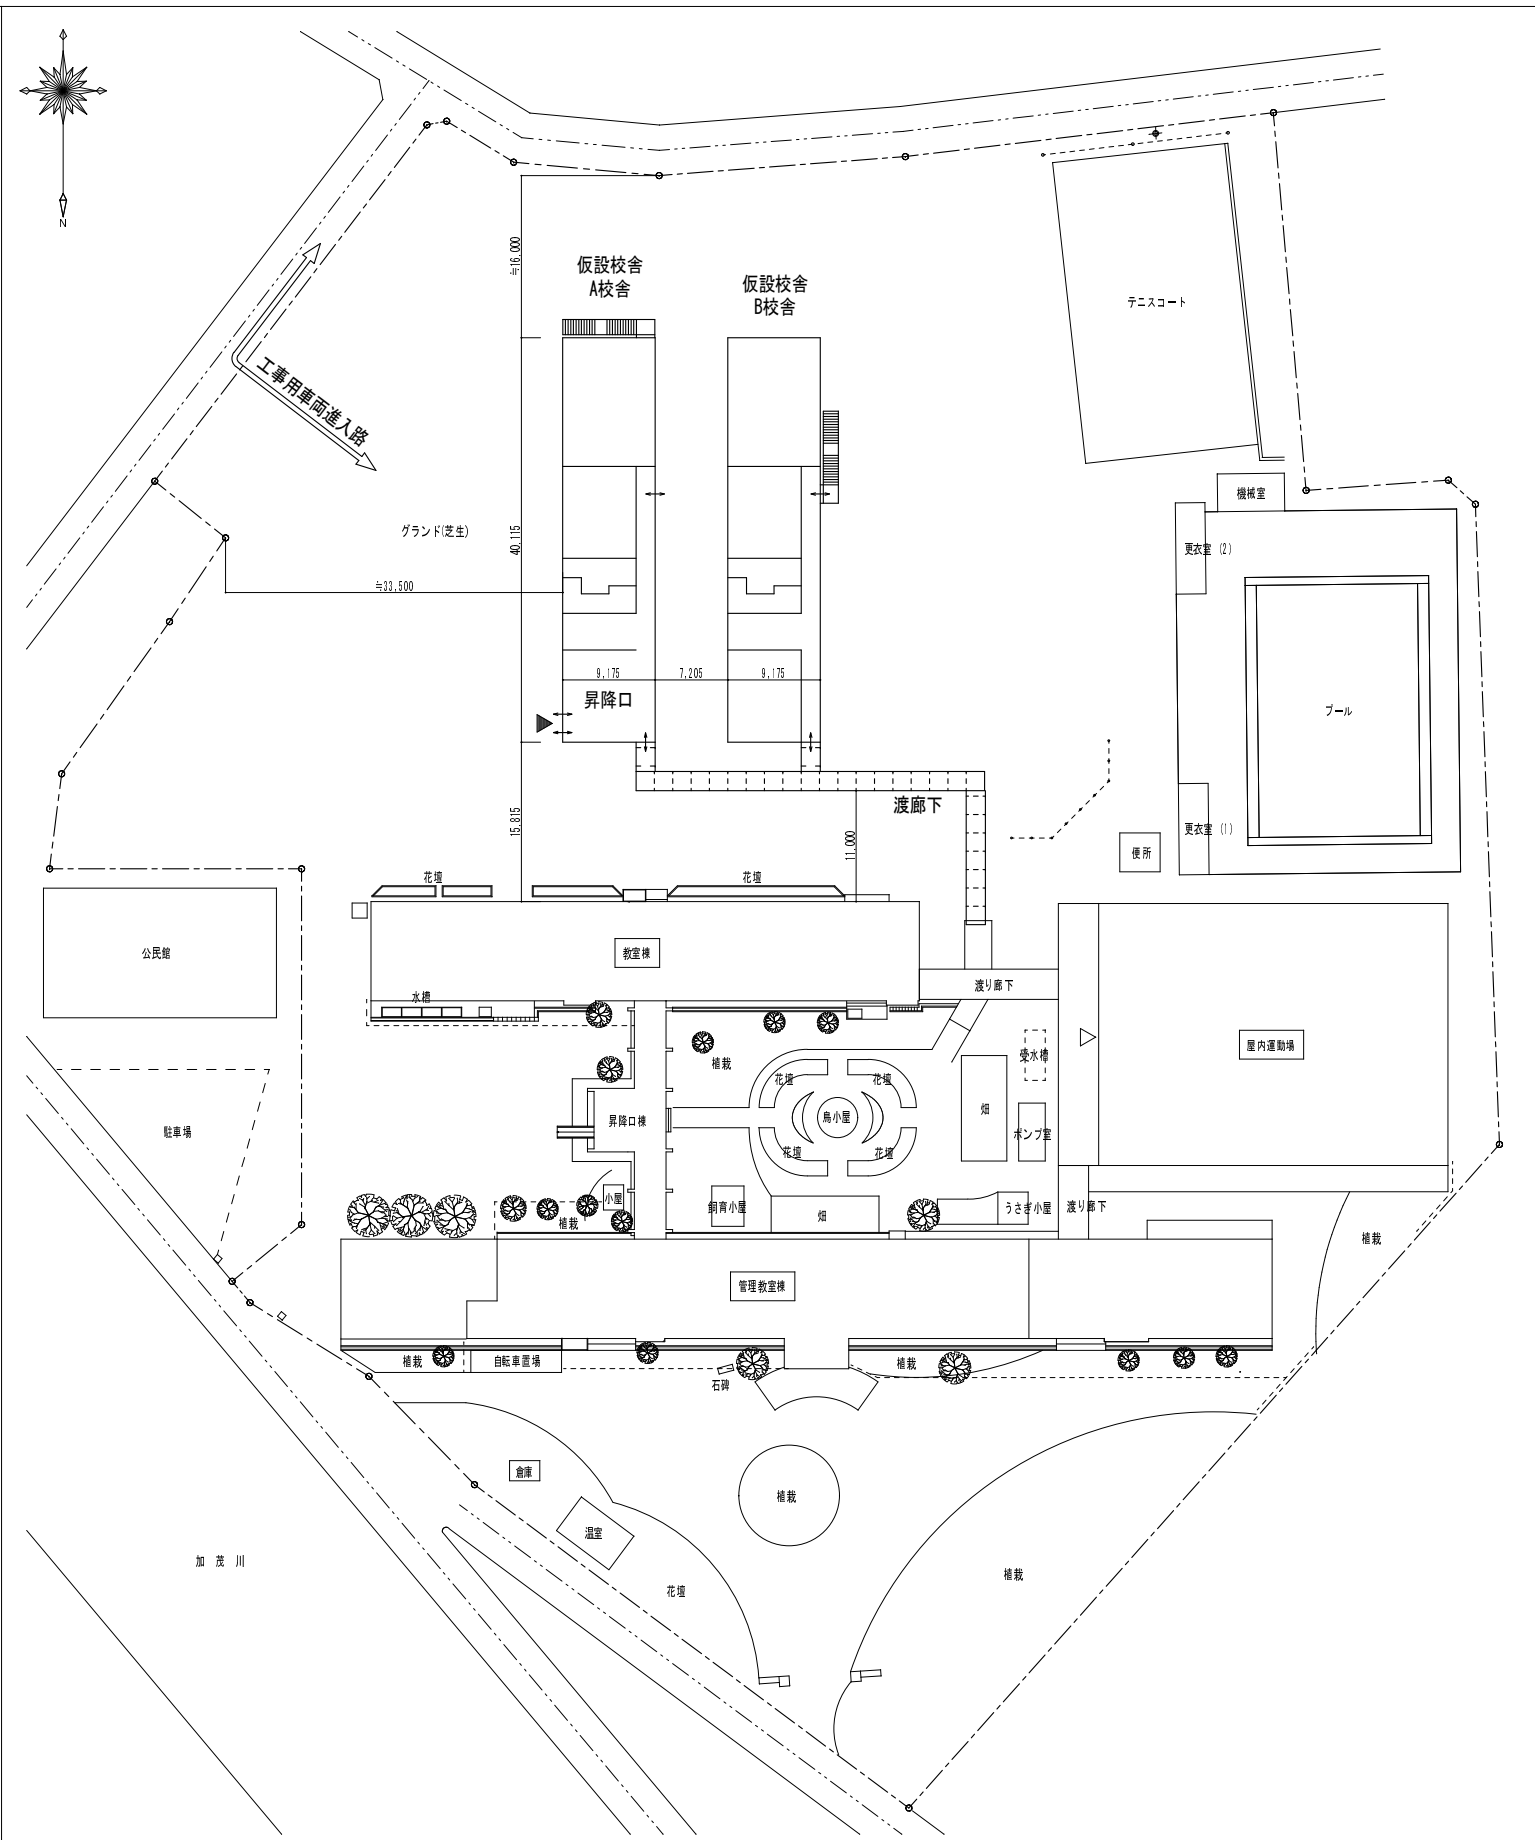 N
≒16,000
仮設校舎
A校舎
仮設校舎
B校舎
テニスコート
工事用車両進入路
機械室
グランド(芝生)
40,115
更衣室 (2)
≒33,500
9,175
7,205
9,175
昇降口
プール
渡廊下
15,815
11,000
更衣室 (1)
便所
花壇
花壇
公民館
教室棟
渡り廊下
水槽
屋内運動場
受水槽
植栽
花壇
花壇
畑
鳥小屋
昇降口棟
駐車場
ポンプ室
花壇
花壇
小屋
飼育小屋
うさぎ小屋
渡り廊下
畑
植栽
植栽
管理教室棟
植栽
自転車置場
植栽
石碑
倉庫
植栽
温室
加茂川
植栽
花壇